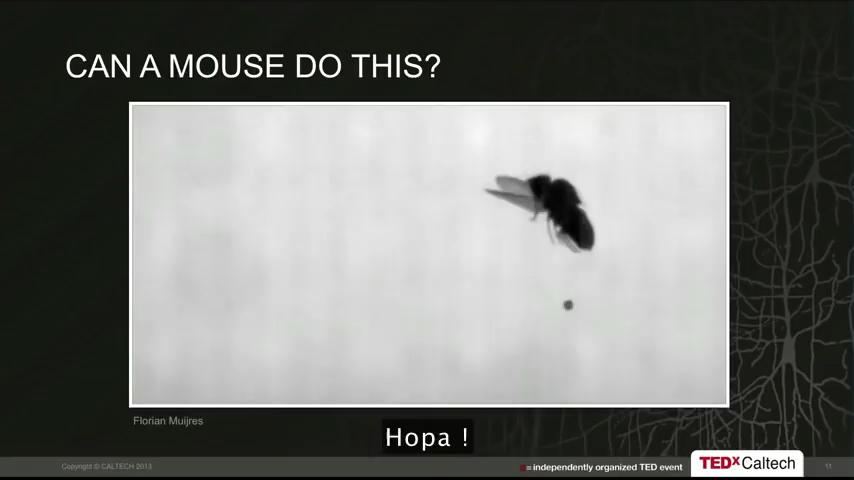 CAN A MOUSE DO THIS?
Florian Muijres
Hopa !
Copyright © CALTECH 2013
= independently organized TED event
TEDxCaltech
11